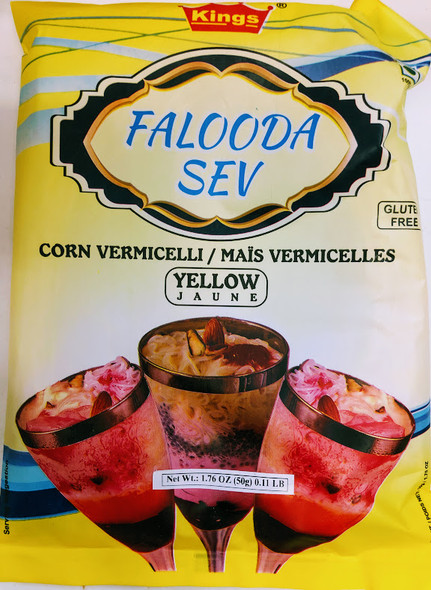 Kings®
FALOODA
SEV
GLUTE
FREE
CORN VERMICELLI / MAÏS VERMICELLES
YELLOW
JAUNE
Net Wt.: 1.76 OZ (50g) 0.11 LB